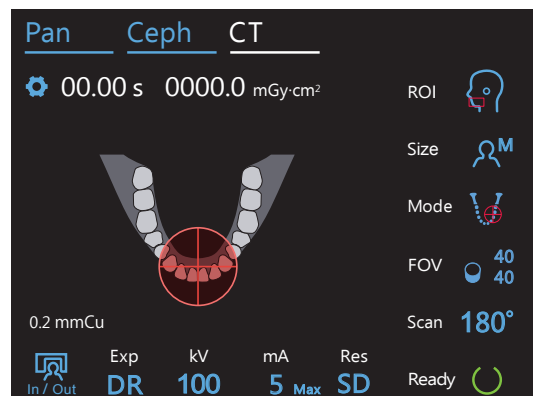 Pan Ceph CT
00.00 s 0000.0 mGy·cm²
ROI
Size M
Mode
FOV 40
40
0.2 mmCu
Scan 180°
Exp kV mA Res
In / Out DR 100 5 Max SD
Ready